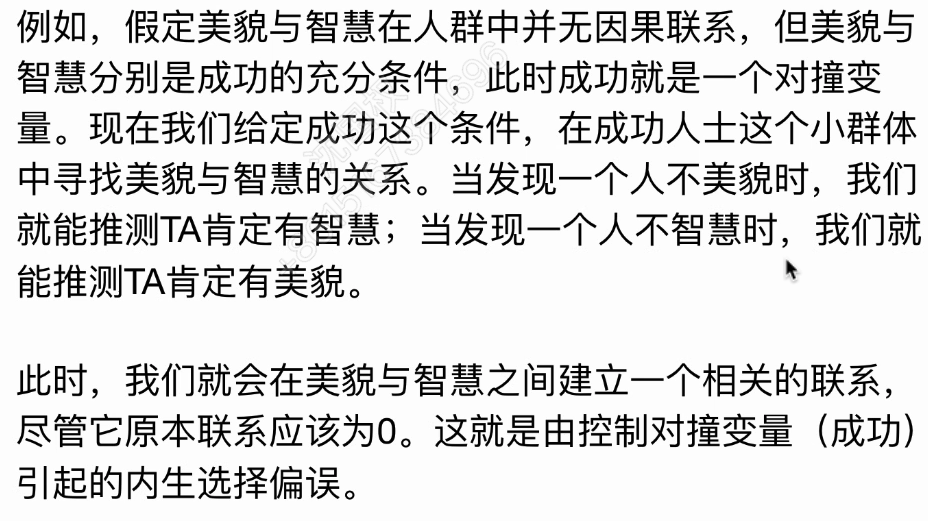 例如，假定美貌与智慧在人群中并无因果联系，但美貌与
智慧分别是成功的充分条件，此时成功就是一个对撞变
量。现在我们给定成功这个条件，在成功人士这个小群体
中寻找美貌与智慧的关系。当发现一个人不美貌时，我们
就能推测TA肯定有智慧；当发现一个人不智慧时，我们就
能推测TA肯定有美貌。
此时，我们就会在美貌与智慧之间建立一个相关的联系，
尽管它原本联系应该为0。这就是由控制对撞变量（成功）
引起的内生选择偏误。